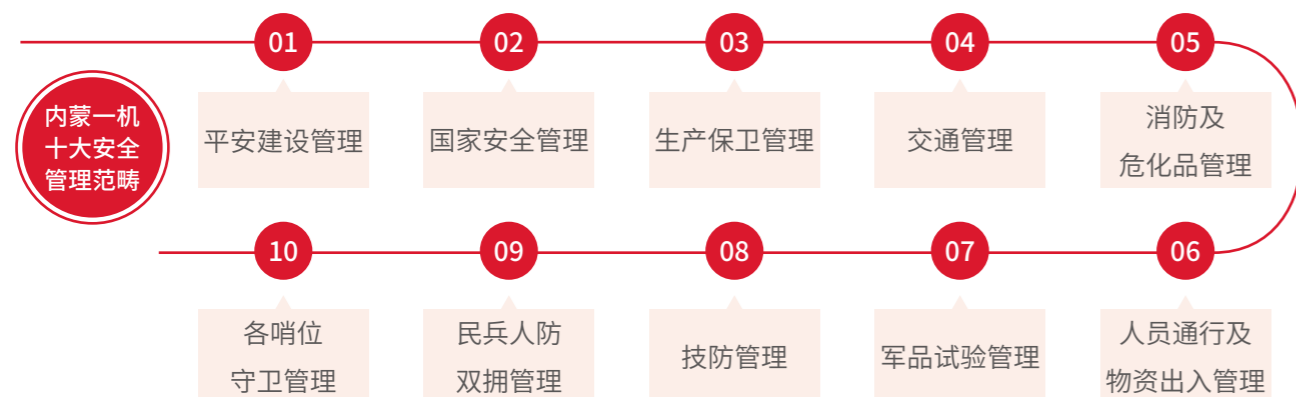 内蒙一机
十大安全
管理范畴
01
平安建设管理
02
国家安全管理
03
生产保卫管理
04
交通管理
05
消防及
危化品管理
06
人员通行及
物资出入管理
07
军品试验管理
08
技防管理
09
民兵人防
双拥管理
10
各哨位
守卫管理